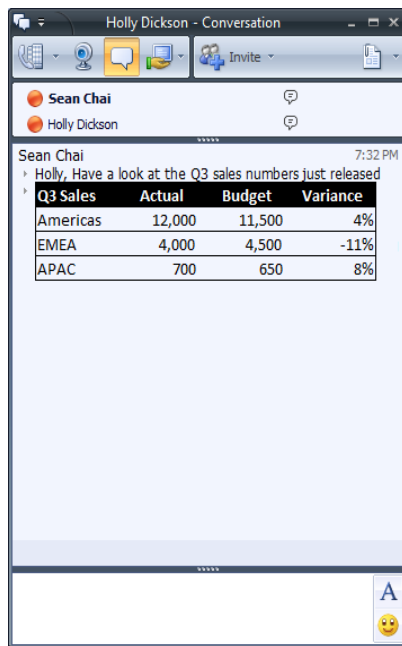 Holly Dickson - Conversation
Invite
Sean Chai
Holly Dickson
Sean Chai 7:32 PM
Holly, Have a look at the Q3 sales numbers just released
Q3 Sales Actual Budget Variance
Americas 12,000 11,500 4%
EMEA 4,000 4,500 -11%
APAC 700 650 8%
A